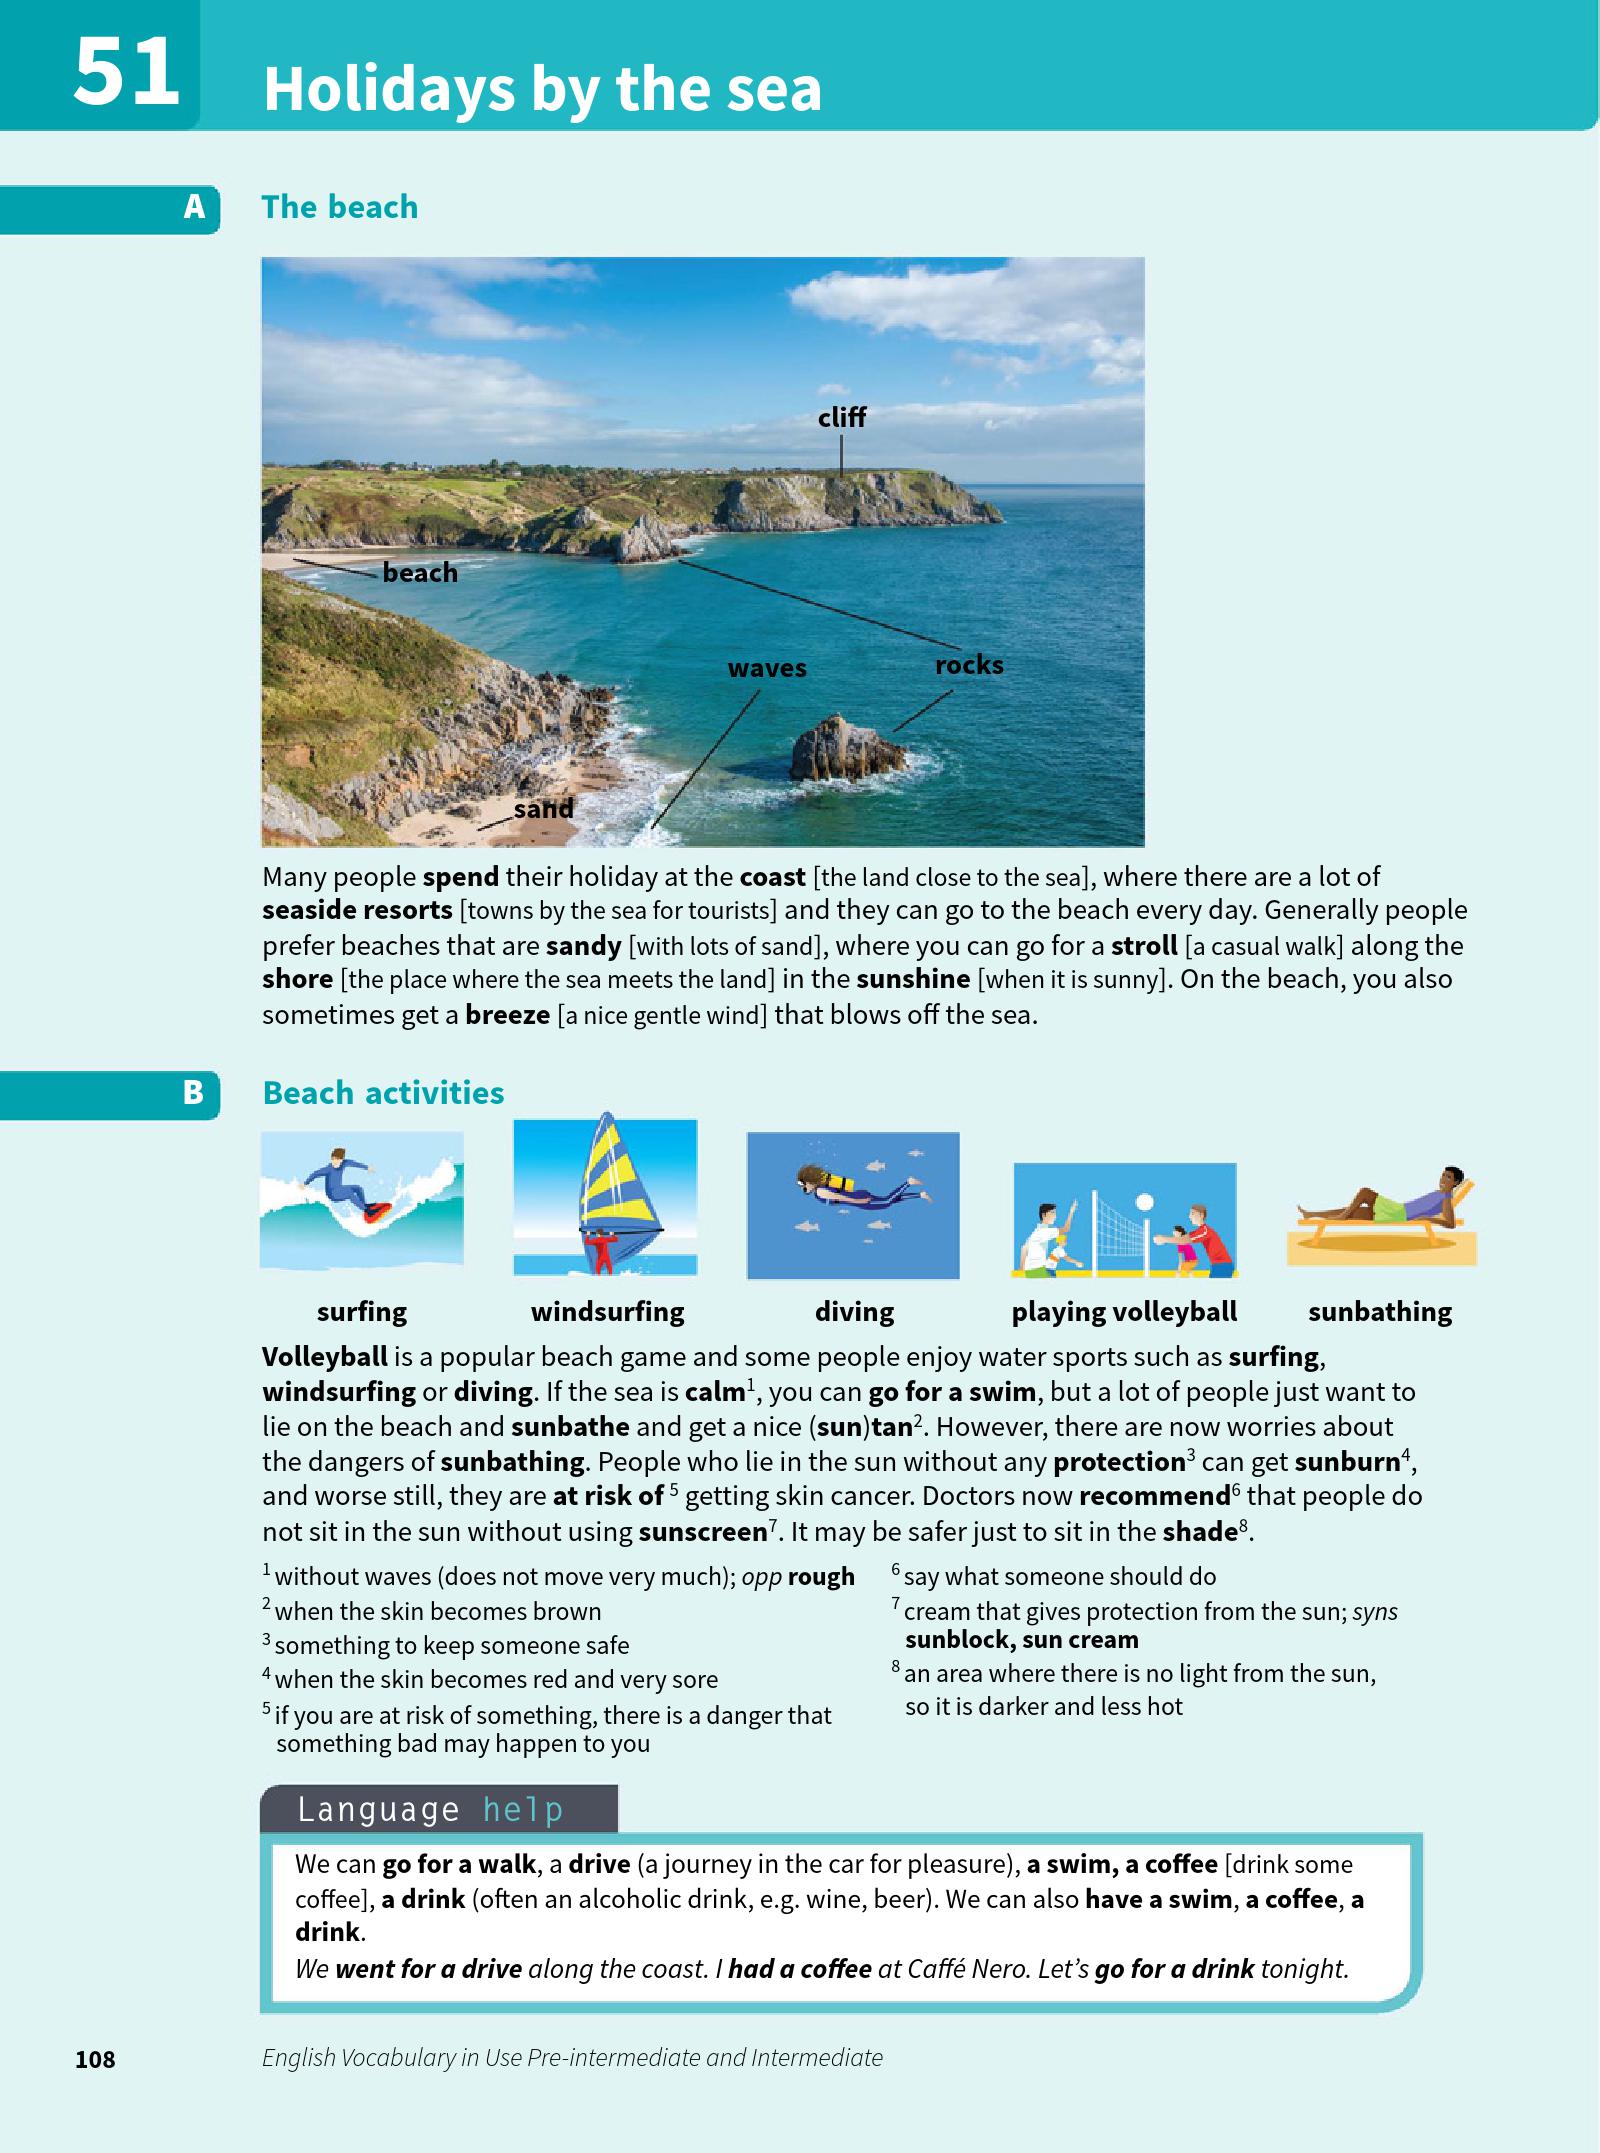 51
Holidays by the sea
A
The beach
cliff
beach
waves
rocks
sand
Many people spend their holiday at the coast [the land close to the sea], where there are a lot of
seaside resorts [towns by the sea for tourists] and they can go to the beach every day. Generally people
prefer beaches that are sandy [with lots of sand], where you can go for a stroll [a casual walk] along the
shore [the place where the sea meets the land] in the sunshine [when it is sunny]. On the beach, you also
sometimes get a breeze [a nice gentle wind] that blows off the sea.
B
Beach activities
surfing
windsurfing
diving
playing volleyball
sunbathing
Volleyball is a popular beach game and some people enjoy water sports such as surfing,
windsurfing or diving. If the sea is calm¹, you can go for a swim, but a lot of people just want to
lie on the beach and sunbathe and get a nice (sun)tan². However, there are now worries about
the dangers of sunbathing. People who lie in the sun without any protection³ can get sunburn⁴,
and worse still, they are at risk of ⁵ getting skin cancer. Doctors now recommend⁶ that people do
not sit in the sun without using sunscreen⁷. It may be safer just to sit in the shade⁸.
¹ without waves (does not move very much); opp rough
² when the skin becomes brown
³ something to keep someone safe
⁴ when the skin becomes red and very sore
⁵ if you are at risk of something, there is a danger that
something bad may happen to you
⁶ say what someone should do
⁷ cream that gives protection from the sun; syns
sunblock, sun cream
⁸ an area where there is no light from the sun,
so it is darker and less hot
Language help
We can go for a walk, a drive (a journey in the car for pleasure), a swim, a coffee [drink some
coffee], a drink (often an alcoholic drink, e.g. wine, beer). We can also have a swim, a coffee, a
drink.
We went for a drive along the coast. I had a coffee at Caffé Nero. Let's go for a drink tonight.
108
English Vocabulary in Use Pre-intermediate and Intermediate